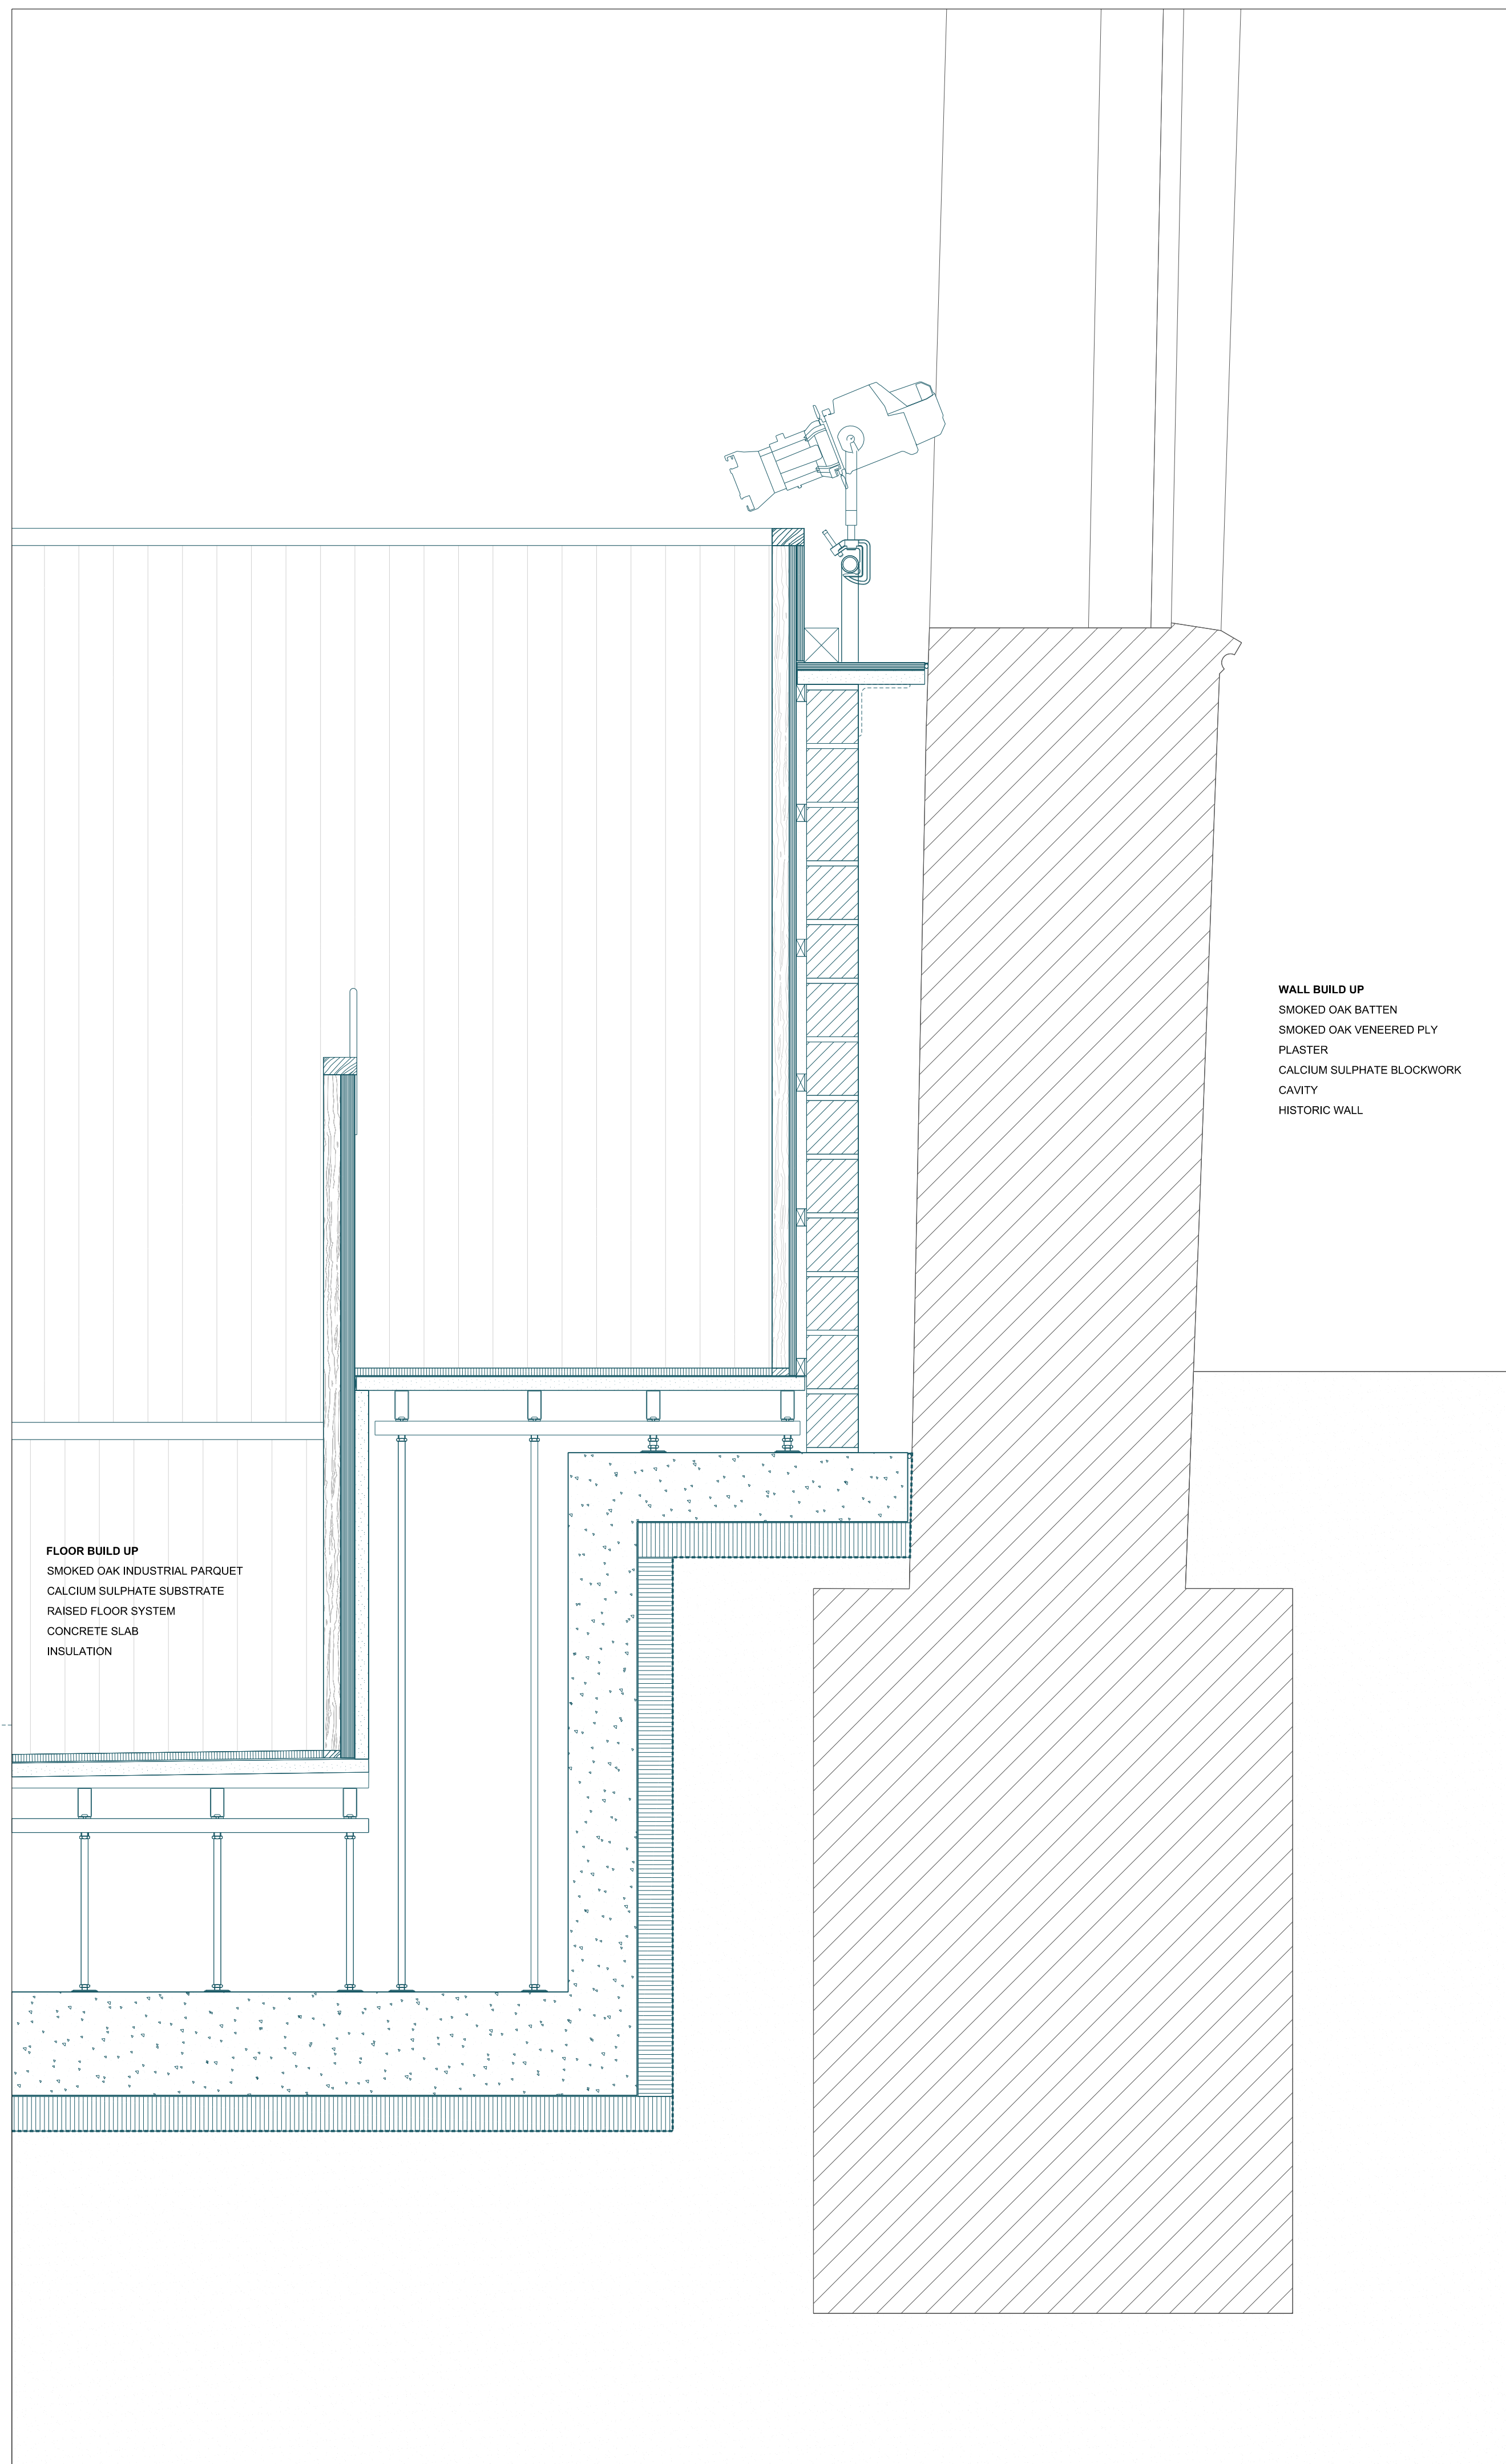 WALL BUILD UP
SMOKED OAK BATTEN
SMOKED OAK VENEERED PLY
PLASTER
CALCIUM SULPHATE BLOCKWORK
CAVITY
HISTORIC WALL
FLOOR BUILD UP
SMOKED OAK INDUSTRIAL PARQUET
CALCIUM SULPHATE SUBSTRATE
RAISED FLOOR SYSTEM
CONCRETE SLAB
INSULATION